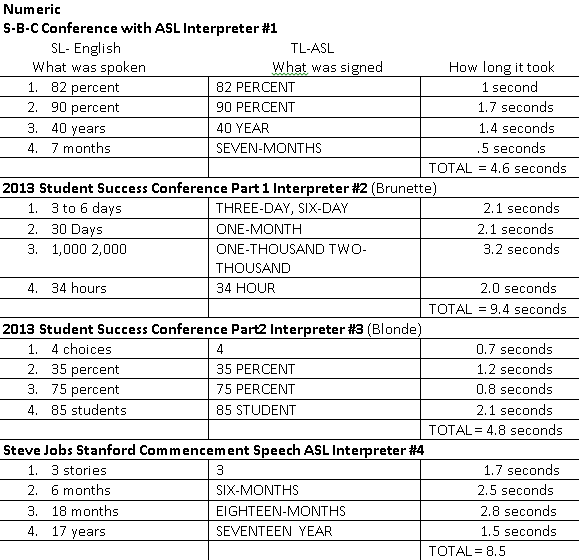 Numeric
S-B-C Conference with ASL Interpreter #1
SL- English TL-ASL
What was spoken What was signed How long it took
1. 82 percent 82 PERCENT 1 second
2. 90 percent 90 PERCENT 1.7 seconds
3. 40 years 40 YEAR 1.4 seconds
4. 7 months SEVEN-MONTHS .5 seconds
TOTAL = 4.6 seconds
2013 Student Success Conference Part 1 Interpreter #2 (Brunette)
1. 3 to 6 days THREE-DAY, SIX-DAY 2.1 seconds
2. 30 Days ONE-MONTH 2.1 seconds
3. 1,000 2,000 ONE-THOUSAND TWO- 3.2 seconds
THOUSAND
4. 34 hours 34 HOUR 2.0 seconds
TOTAL = 9.4 seconds
2013 Student Success Conference Part2 Interpreter #3 (Blonde)
1. 4 choices 4 0.7 seconds
2. 35 percent 35 PERCENT 1.2 seconds
3. 75 percent 75 PERCENT 0.8 seconds
4. 85 students 85 STUDENT 2.1 seconds
TOTAL= 4.8 seconds
Steve Jobs Stanford Commencement Speech ASL Interpreter #4
1. 3 stories 3 1.7 seconds
2. 6 months SIX-MONTHS 2.5 seconds
3. 18 months EIGHTEEN-MONTHS 2.8 seconds
4. 17 years SEVENTEEN YEAR 1.5 seconds
TOTAL= 8.5